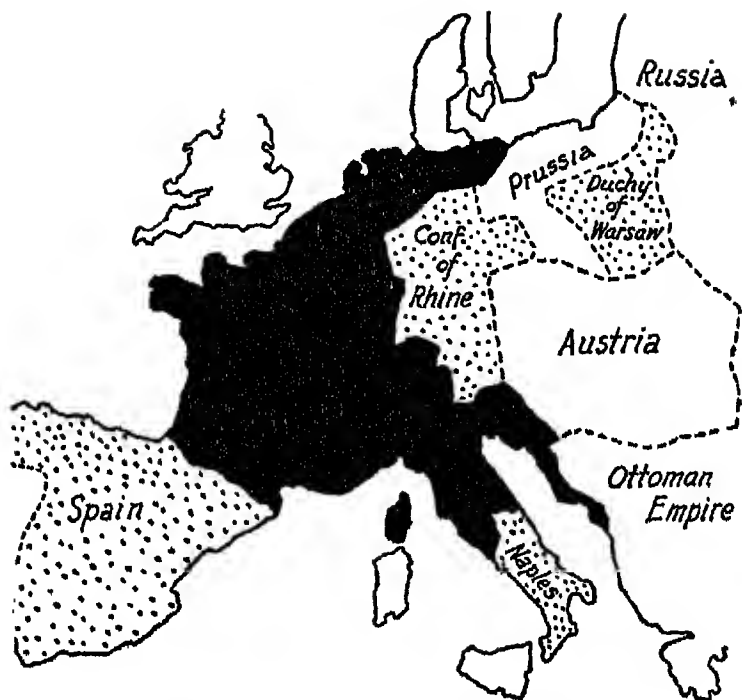 Russia
Prussia
Duchy
of
Warsaw
Conf.
of
Rhine
Austria
Ottoman
Empire
Spain
Naples